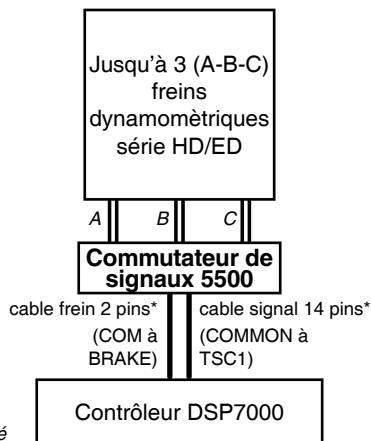 Jusqu'à 3 (A-B-C)
freins
dynamomètriques
série HD/ED
A B C
Commutateur de
signaux 5500
cable frein 2 pins*
(COM à
BRAKE)
cable signal 14 pins*
(COMMON à
TSC1)
Contrôleur DSP7000